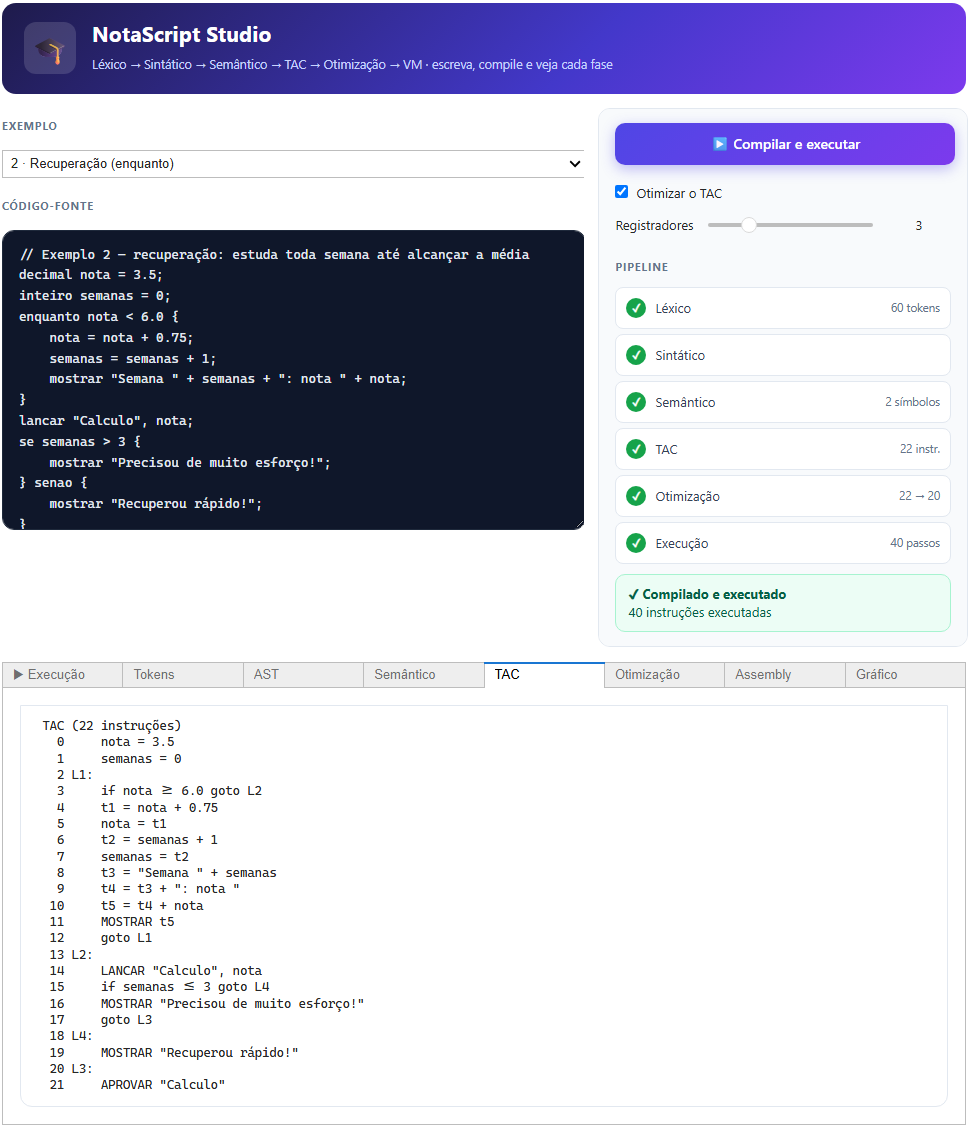 NotaScript Studio
Léxico → Sintático → Semântico → TAC → Otimização → VM · escreva, compile e veja cada fase
EXEMPLO
2 · Recuperação (enquanto)
CÓDIGO-FONTE
// Exemplo 2 — recuperação: estuda toda semana até alcançar a média
decimal nota = 3.5;
inteiro semanas = 0;
enquanto nota < 6.0 {
    nota = nota + 0.75;
    semanas = semanas + 1;
    mostrar "Semana " + semanas + ": nota " + nota;
}
lancar "Calculo", nota;
se semanas > 3 {
    mostrar "Precisou de muito esforço!";
} senao {
    mostrar "Recuperou rápido!";
}
Compilar e executar
Otimizar o TAC
Registradores 3
PIPELINE
Léxico 60 tokens
Sintático
Semântico 2 símbolos
TAC 22 instr.
Otimização 22 → 20
Execução 40 passos
✔ Compilado e executado
40 instruções executadas
▶ Execução Tokens AST Semântico TAC Otimização Assembly Gráfico
TAC (22 instruções)
0 nota = 3.5
1 semanas = 0
2 L1:
3 if nota ≥ 6.0 goto L2
4 t1 = nota + 0.75
5 nota = t1
6 t2 = semanas + 1
7 semanas = t2
8 t3 = "Semana " + semanas
9 t4 = t3 + ": nota "
10 t5 = t4 + nota
11 MOSTRAR t5
12 goto L1
13 L2:
14 LANCAR "Calculo", nota
15 if semanas ≤ 3 goto L4
16 MOSTRAR "Precisou de muito esforço!"
17 goto L3
18 L4:
19 MOSTRAR "Recuperou rápido!"
20 L3:
21 APROVAR "Calculo"